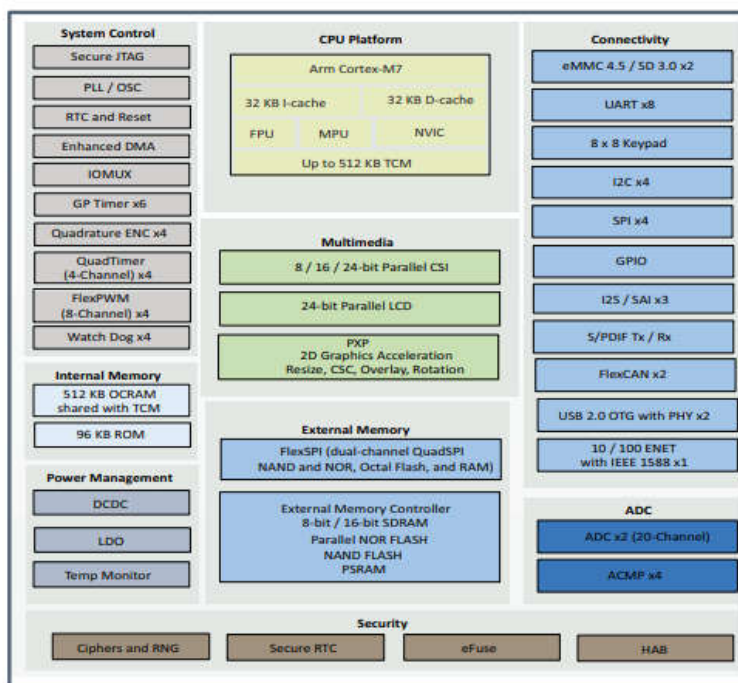 System Control
Secure JTAG
PLL / OSC
RTC and Reset
Enhanced DMA
IOMUX
GP Timer x6
Quadrature ENC x4
QuadTimer
(4-Channel) x4
FlexPWM
(8-Channel) x4
Watch Dog x4
Internal Memory
512 KB OCRAM
shared with TCM
96 KB ROM
Power Management
DCDC
LDO
Temp Monitor
CPU Platform
Arm Cortex-M7
32 KB I-cache
32 KB D-cache
FPU
MPU
NVIC
Up to 512 KB TCM
Multimedia
8 / 16 / 24-bit Parallel CSI
24-bit Parallel LCD
PXP
2D Graphics Acceleration
Resize, CSC, Overlay, Rotation
External Memory
FlexSPI (dual-channel QuadSPI
NAND and NOR, Octal Flash, and RAM)
External Memory Controller
8-bit / 16-bit SDRAM
Parallel NOR FLASH
NAND FLASH
PSRAM
Connectivity
eMMC 4.5 / SD 3.0 x2
UART x8
8 x 8 Keypad
I2C x4
SPI x4
GPIO
I2S / SAI x3
S/PDIF Tx / Rx
FlexCAN x2
USB 2.0 OTG with PHY x2
10 / 100 ENET
with IEEE 1588 x1
ADC
ADC x2 (20-Channel)
ACMP x4
Security
Ciphers and RNG
Secure RTC
eFuse
HAB